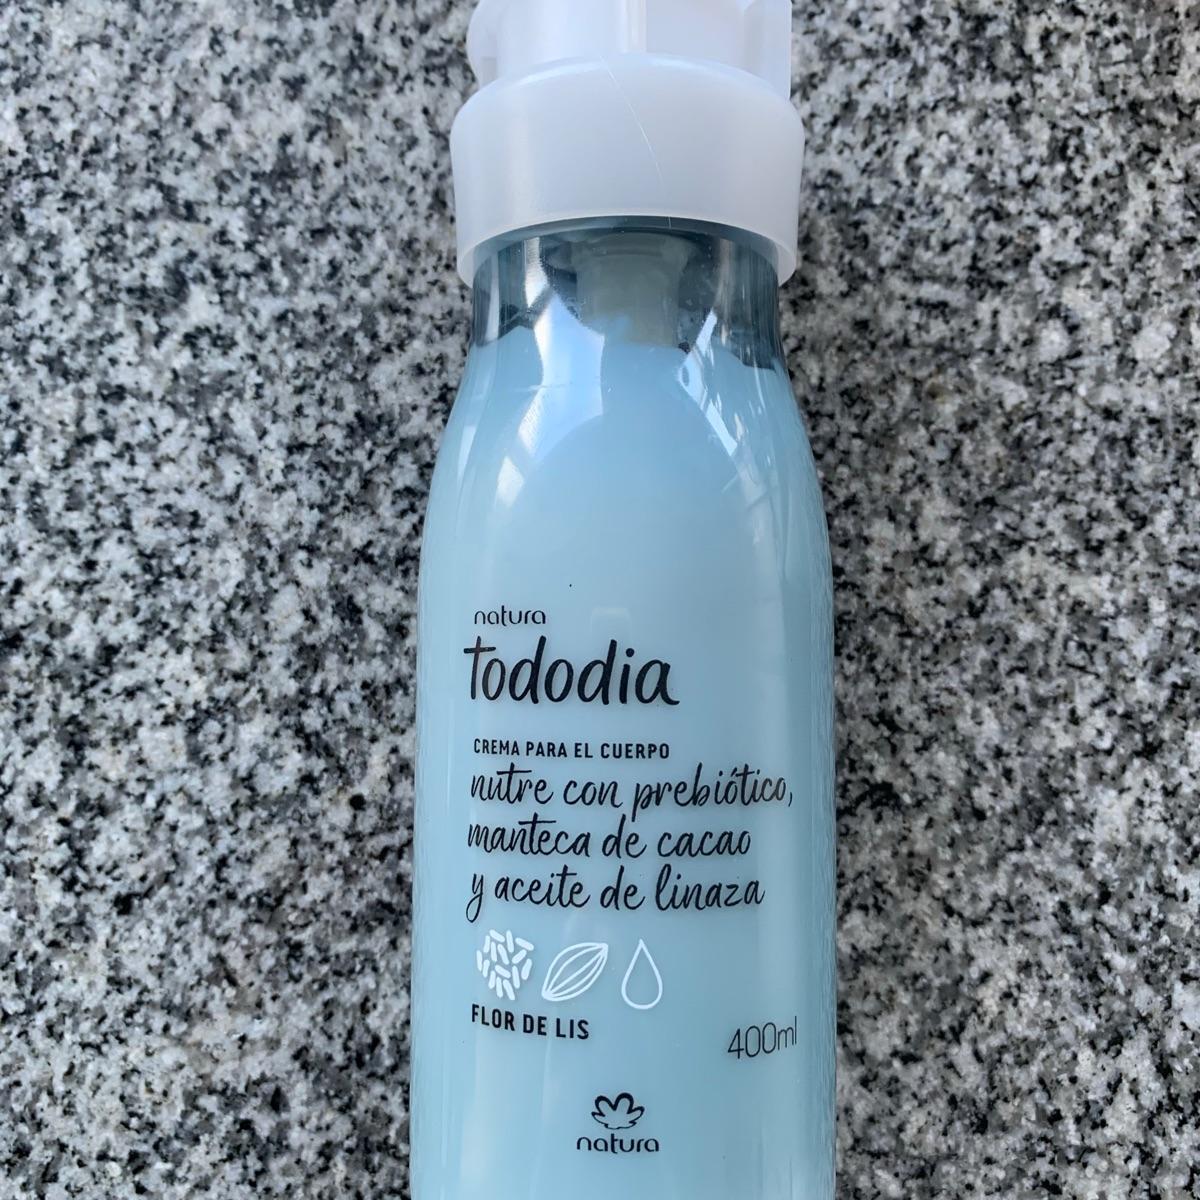 natura
tododia
CREMA PARA EL CUERPO
nutre con prebiótico,
manteca de cacao
y aceite de linaza
FLOR DE LIS
400ml
natura